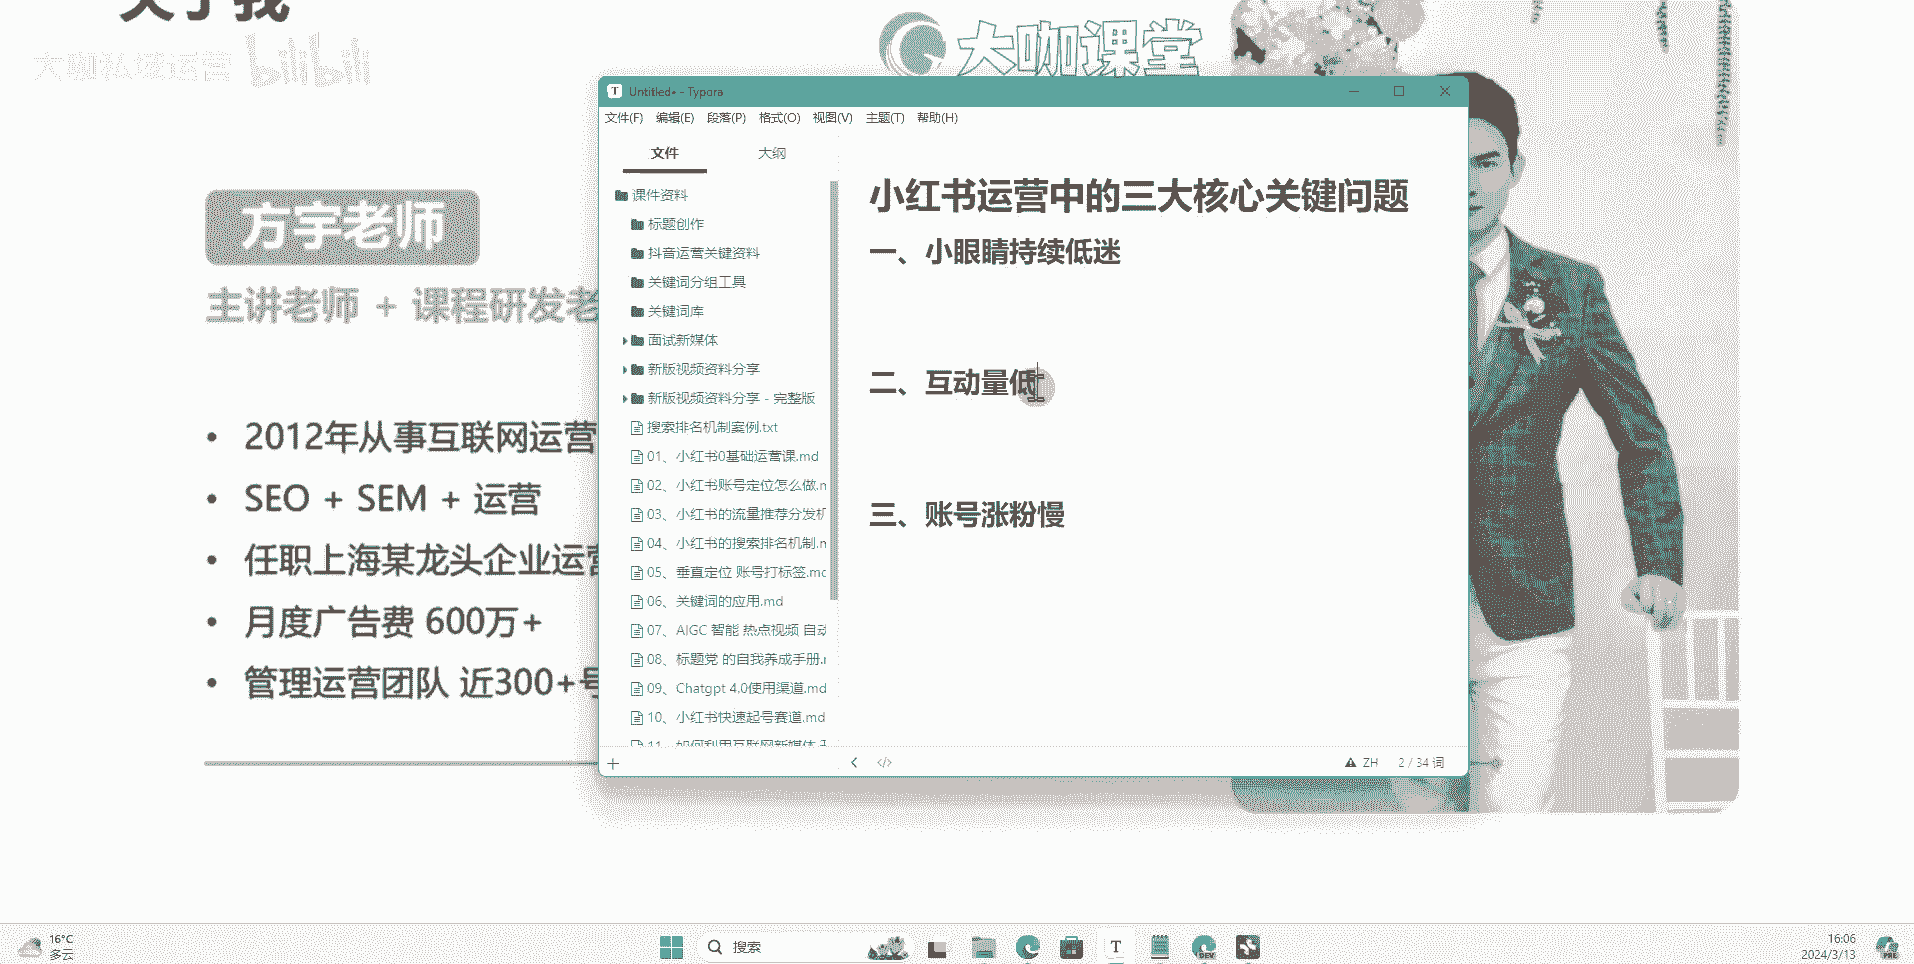 关于我
大咖私域运营 bilibili
大咖课堂
方宇老师
主讲老师 + 课程研发老
• 2012年从事互联网运营
• SEO + SEM + 运营
• 任职上海某龙头企业运营
• 月度广告费 600万+
• 管理运营团队 近300+号
Untitled• - Typora
文件(F) 编辑(E) 段落(P) 格式(O) 视图(V) 主题(T) 帮助(H)
文件 大纲
课件资料
标题创作
抖音运营关键资料
关键词分组工具
关键词库
面试新媒体
新版视频资料分享
新版视频资料分享 - 完整版
搜索排名机制案例.txt
01、小红书0基础运营课.md
02、小红书账号定位怎么做.m
03、小红书的流量推荐分发机
04、小红书的搜索排名机制.m
05、垂直定位 账号打标签.md
06、关键词的应用.md
07、AIGC 智能 热点视频 自动
08、标题党 的自我养成手册.m
09、Chatgpt 4.0使用渠道.md
10、小红书快速起号赛道.md
11、如何利用互联网新媒体
小红书运营中的三大核心关键问题
一、小眼睛持续低迷
二、互动量低
三、账号涨粉慢
ZH 2 / 34 词
16°C
多云
搜索
T
DEV
16:06
2024/3/13
PRE